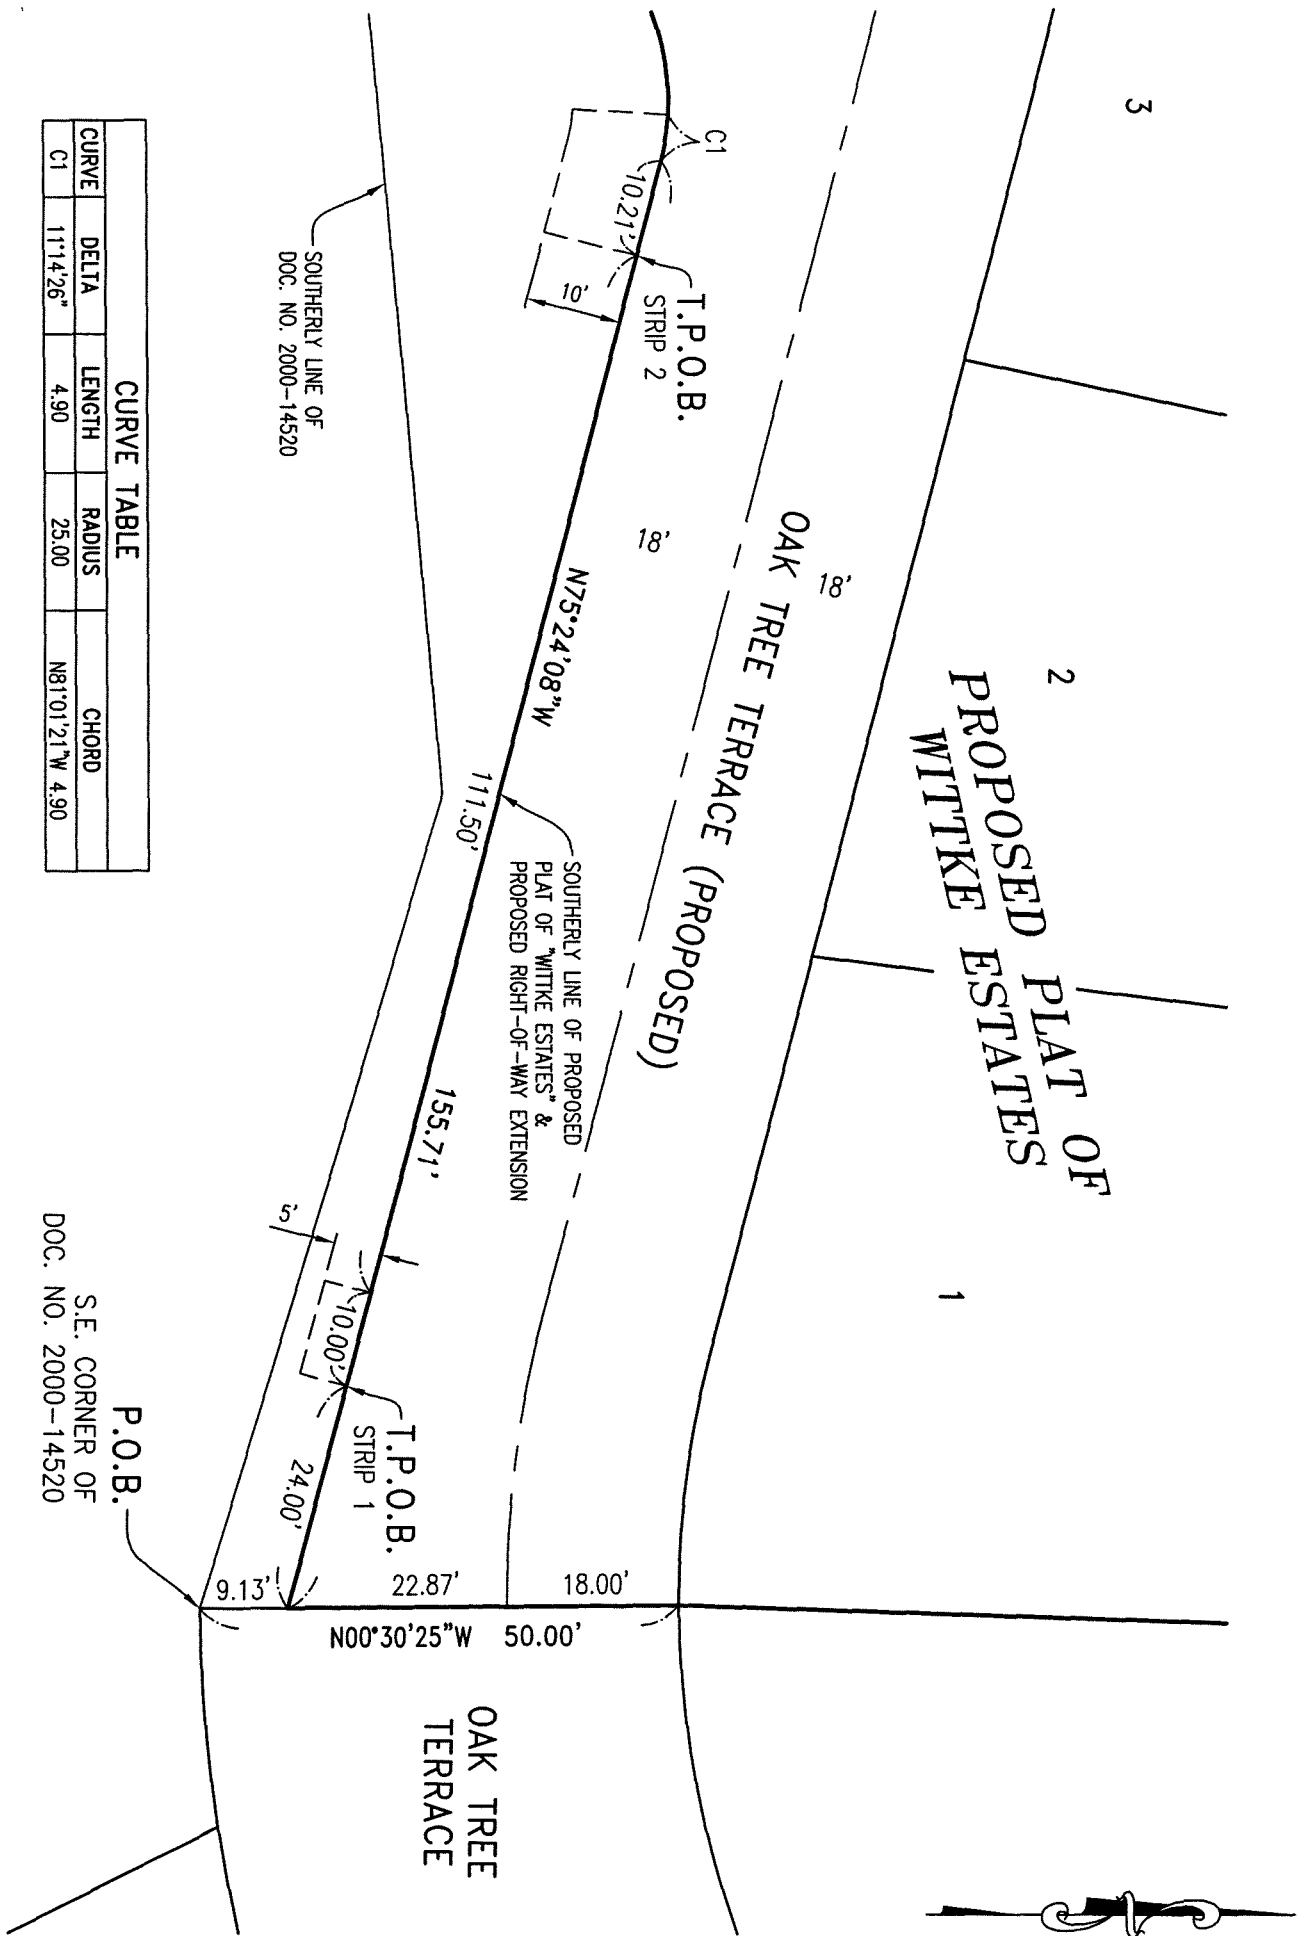 3
2
1
PROPOSED PLAT OF
WITTKE ESTATES
OAK TREE TERRACE (PROPOSED)
18'
18'
C1
10.21'
T.P.O.B.
STRIP 2
10'
N75°24'08"W
111.50'
155.71'
SOUTHERLY LINE OF PROPOSED
PLAT OF "WITTKE ESTATES" &
PROPOSED RIGHT-OF-WAY EXTENSION
SOUTHERLY LINE OF
DOC. NO. 2000-14520
5'
10.00'
T.P.O.B.
STRIP 1
24.00'
18.00'
22.87'
9.13'
N00°30'25"W 50.00'
OAK TREE
TERRACE
P.O.B.
S.E. CORNER OF
DOC. NO. 2000-14520
CURVE TABLE
CURVE DELTA LENGTH RADIUS CHORD
C1 11°14'26" 4.90 25.00 N81°01'21"W 4.90